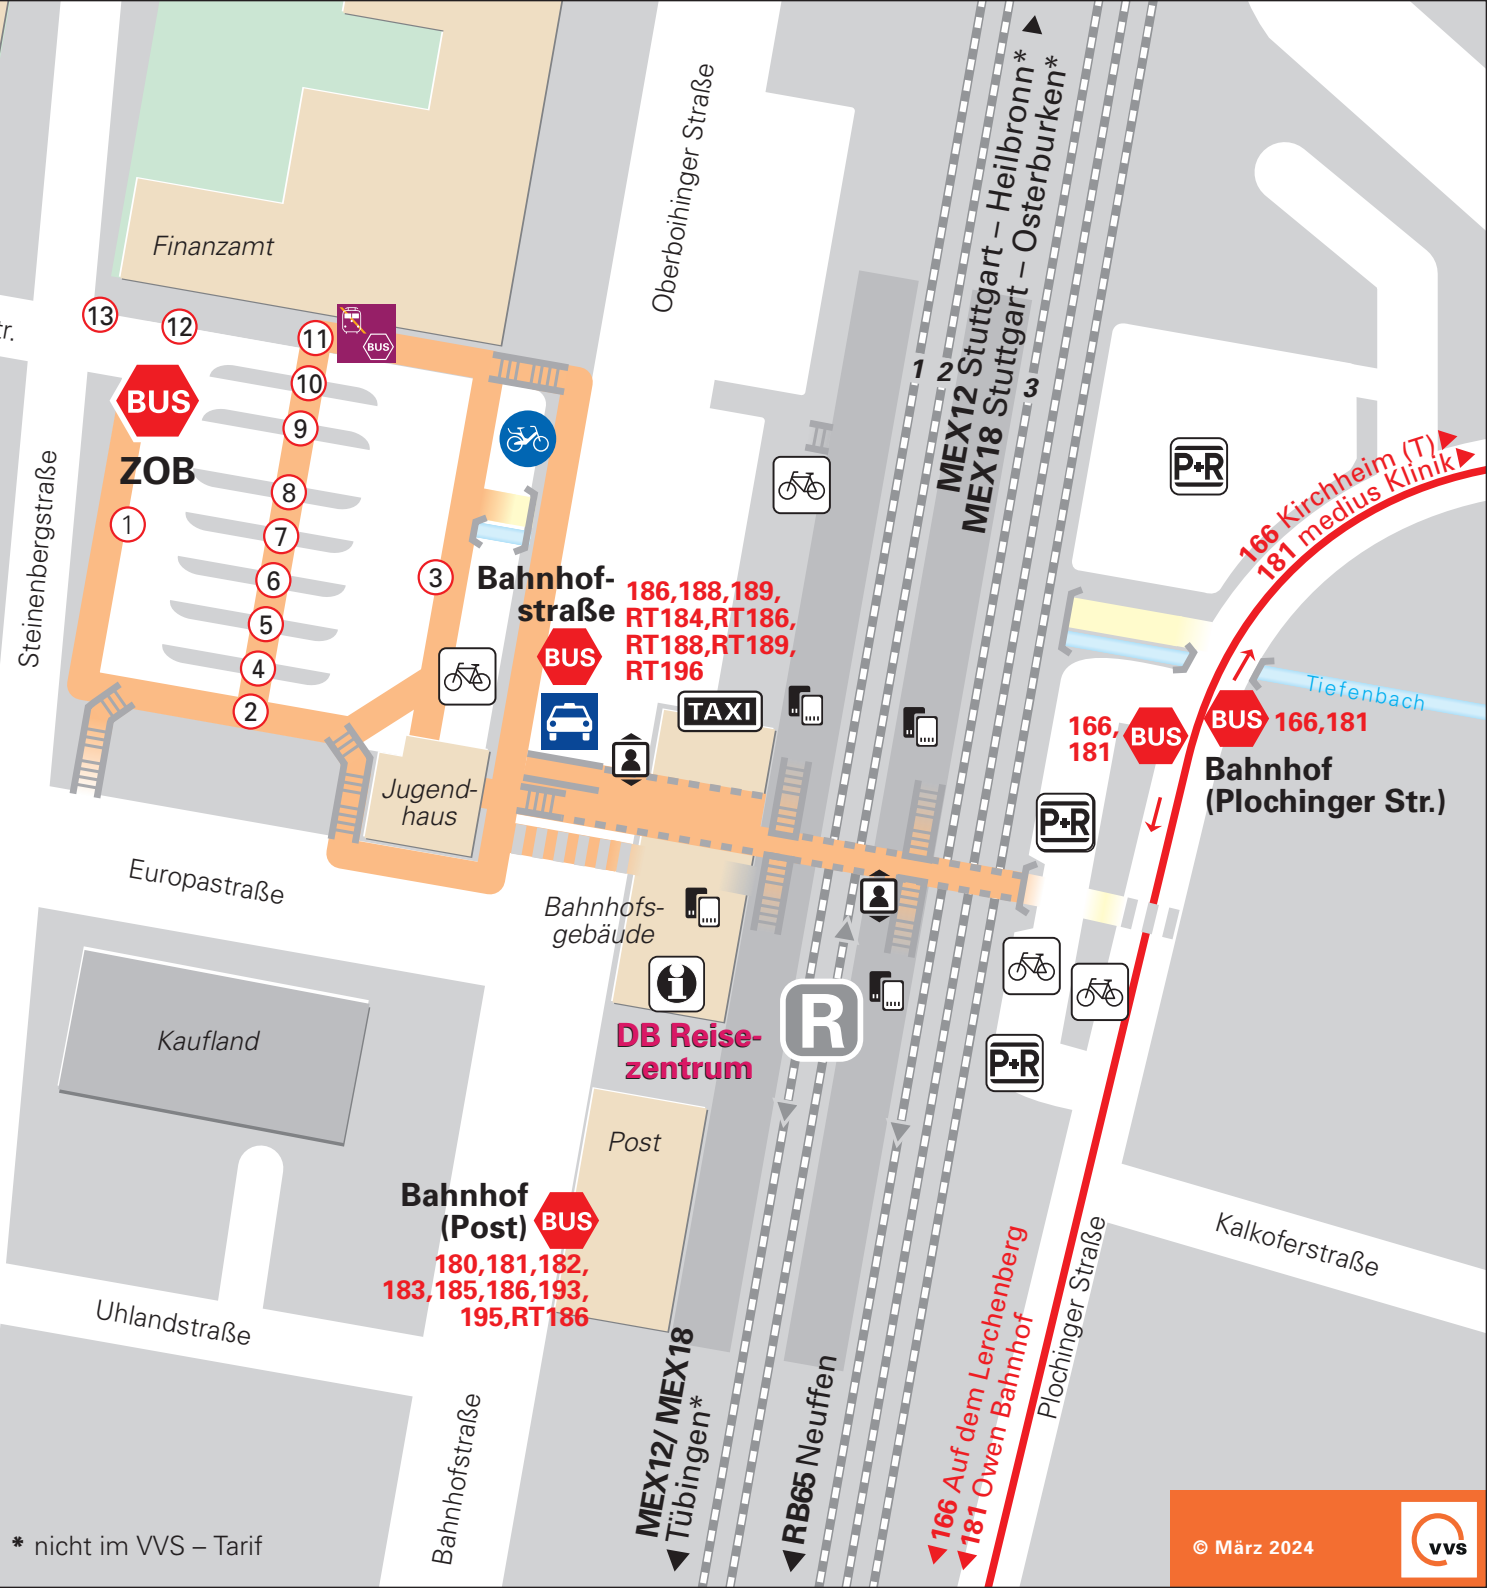 Finanzamt
Oberboihinger Straße
MEX12 Stuttgart – Heilbronn*
MEX18 Stuttgart – Osterburken*
tr.
13
12
11
BUS
10
9
8
7
6
5
4
2
1
3
BUS
ZOB
Steinenbergstraße
1
2
3
P+R
166 Kirchheim (T)
181 medius Klinik
Bahnhof-
straße
BUS
186,188,189,
RT184,RT186,
RT188,RT189,
RT196
TAXI
Tiefenbach
166,
181
BUS
BUS
166,181
Bahnhof
(Plochinger Str.)
P+R
Jugend-
haus
Europastraße
Bahnhofs-
gebäude
i
DB Reise-
zentrum
R
P+R
Kaufland
Post
Bahnhof
(Post)
BUS
180,181,182,
183,185,186,193,
195,RT186
Uhlandstraße
Bahnhofstraße
MEX12/ MEX18
Tübingen*
RB65 Neuffen
166 Auf dem Lerchenberg
181 Owen Bahnhof
Plochinger Straße
Kalkoferstraße
* nicht im VVS – Tarif
© März 2024
VVS